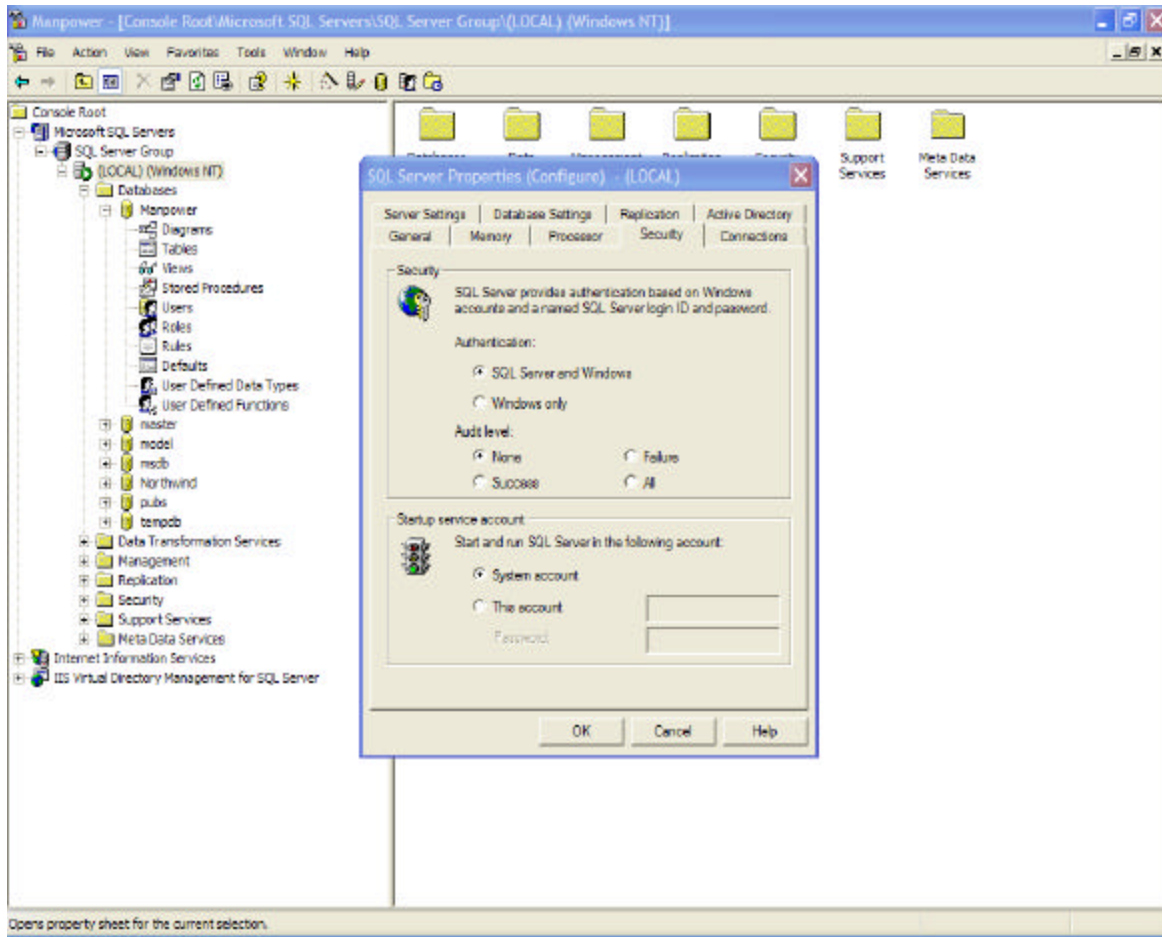 Manpower - [Console Root\Microsoft SQL Servers\SQL Server Group\(LOCAL) (Windows NT)]
File Action View Favorites Tools Window Help
Console Root
Microsoft SQL Servers
SQL Server Group
(LOCAL) (Windows NT)
Databases
Manpower
Diagrams
Tables
Views
Stored Procedures
Users
Roles
Rules
Defaults
User Defined Data Types
User Defined Functions
master
model
msdb
Northwind
pubs
tempdb
Data Transformation Services
Management
Replication
Security
Support Services
Meta Data Services
Internet Information Services
IIS Virtual Directory Management for SQL Server
Support
Services
Meta Data
Services
SQL Server Properties (Configure) - (LOCAL)
Server Settings Database Settings Replication Active Directory
General Memory Processor Security Connections
Security
SQL Server provides authentication based on Windows
accounts and a named SQL Server login ID and password.
Authentication:
SQL Server and Windows
Windows only
Audit level:
None Failure
Success All
Startup service account
Start and run SQL Server in the following account:
System account
This account
Password:
OK Cancel Help
Opens property sheet for the current selection.